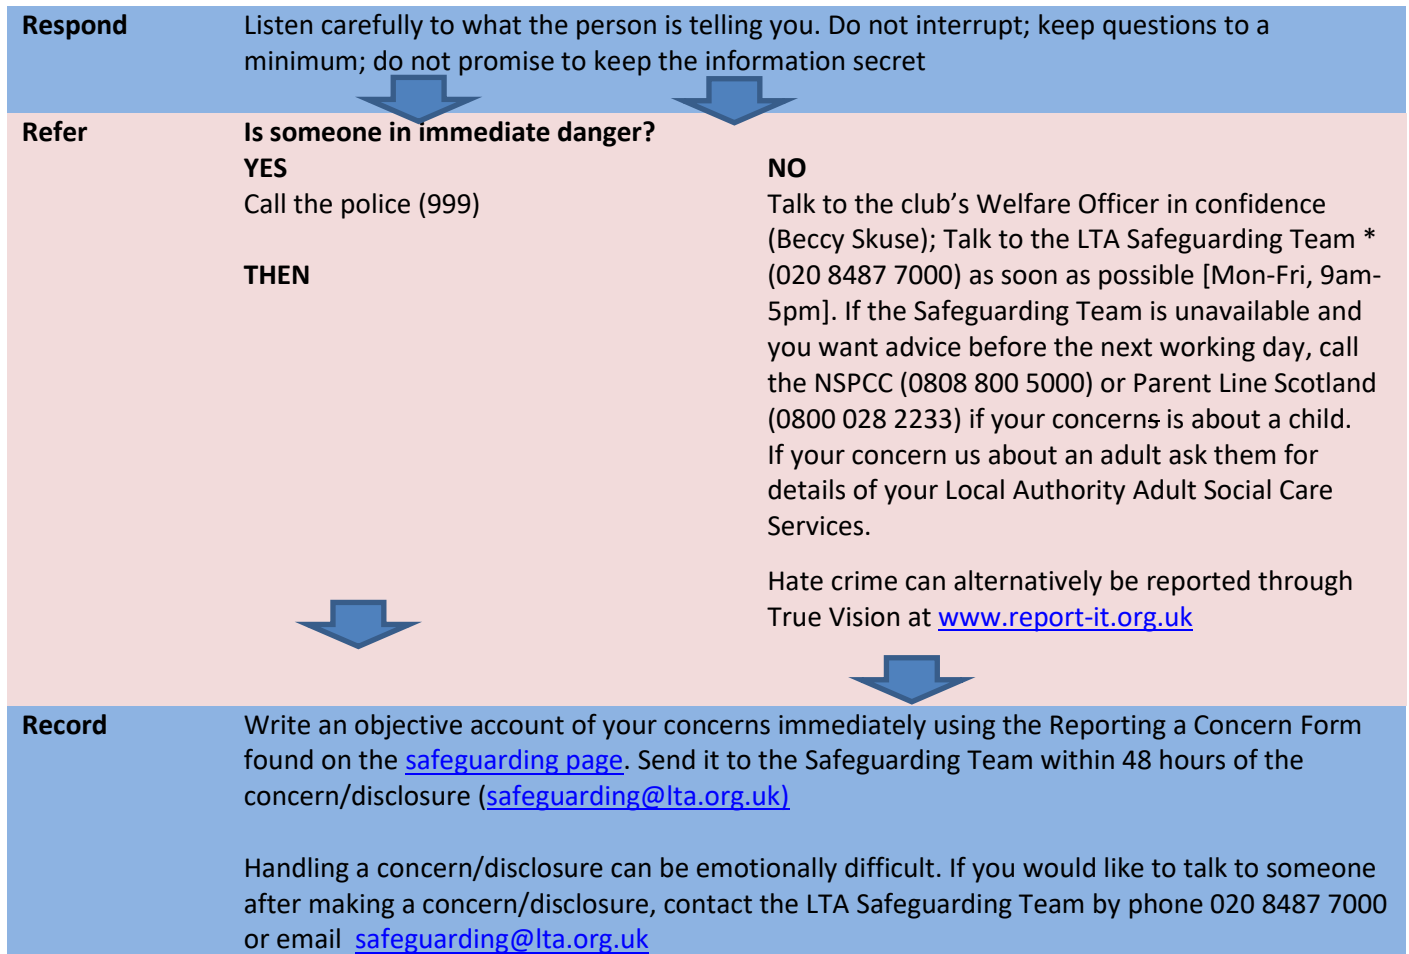 Respond
Listen carefully to what the person is telling you. Do not interrupt; keep questions to a
minimum; do not promise to keep the information secret
Refer
Is someone in immediate danger?
YES
Call the police (999)
THEN
NO
Talk to the club’s Welfare Officer in confidence
(Beccy Skuse); Talk to the LTA Safeguarding Team *
(020 8487 7000) as soon as possible [Mon-Fri, 9am-
5pm]. If the Safeguarding Team is unavailable and
you want advice before the next working day, call
the NSPCC (0808 800 5000) or Parent Line Scotland
(0800 028 2233) if your concerns is about a child.
If your concern us about an adult ask them for
details of your Local Authority Adult Social Care
Services.
Hate crime can alternatively be reported through
True Vision at www.report-it.org.uk
Record
Write an objective account of your concerns immediately using the Reporting a Concern Form
found on the safeguarding page. Send it to the Safeguarding Team within 48 hours of the
concern/disclosure (safeguarding@lta.org.uk)
Handling a concern/disclosure can be emotionally difficult. If you would like to talk to someone
after making a concern/disclosure, contact the LTA Safeguarding Team by phone 020 8487 7000
or email safeguarding@lta.org.uk